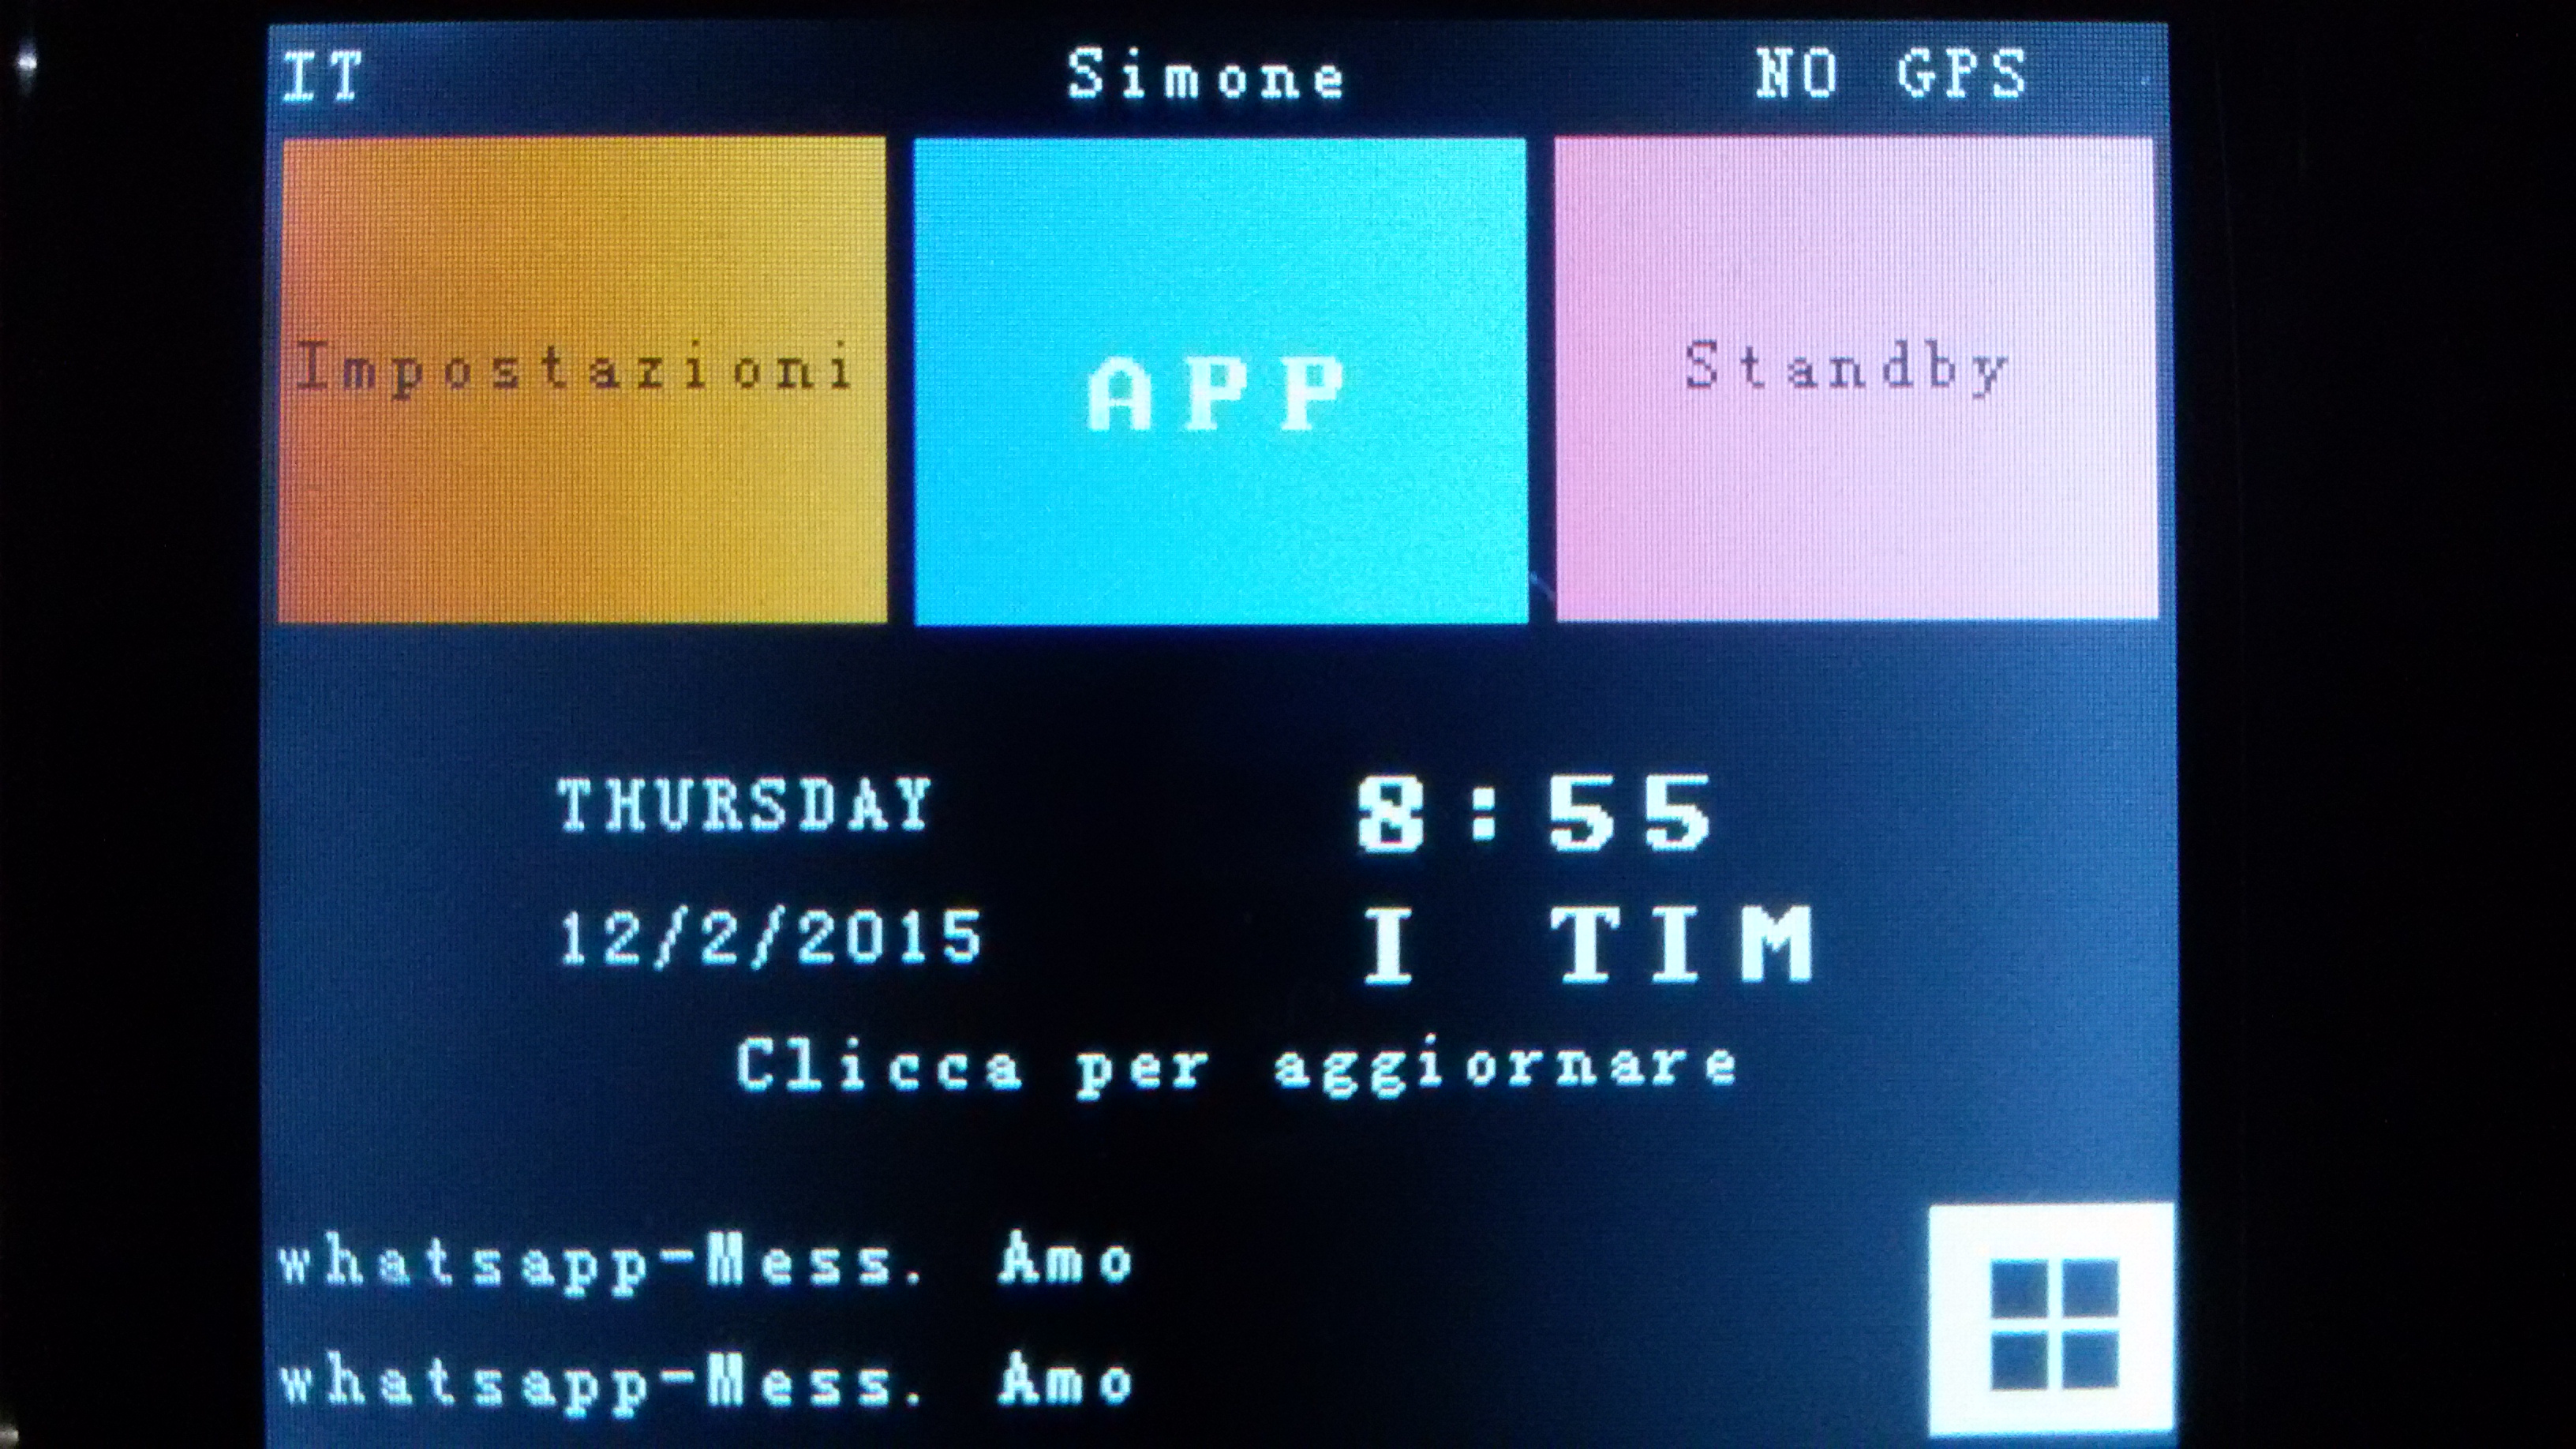 IT Simone NO GPS
Impostazioni APP Standby
THURSDAY 8:55
12/2/2015 I TIM
Clicca per aggiornare
whatsapp-Mess. Amo
whatsapp-Mess. Amo